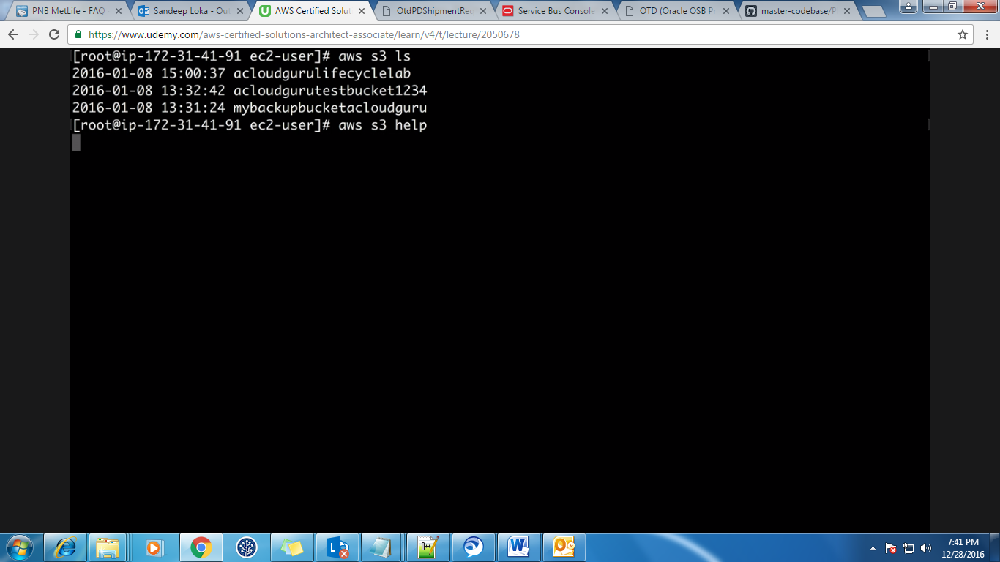 PNB MetLife - FAQ
Sandeep Loka - Out
AWS Certified Solut
OtdPDShipmentRec
Service Bus Console
OTD (Oracle OSB Pr
master-codebase/P
https://www.udemy.com/aws-certified-solutions-architect-associate/learn/v4/t/lecture/2050678
[root@ip-172-31-41-91 ec2-user]# aws s3 ls
2016-01-08 15:00:37 acloudgurulifecyclelab
2016-01-08 13:32:42 acloudgurutestbucket1234
2016-01-08 13:31:24 mybackupbucketacloudguru
[root@ip-172-31-41-91 ec2-user]# aws s3 help
7:41 PM
12/28/2016